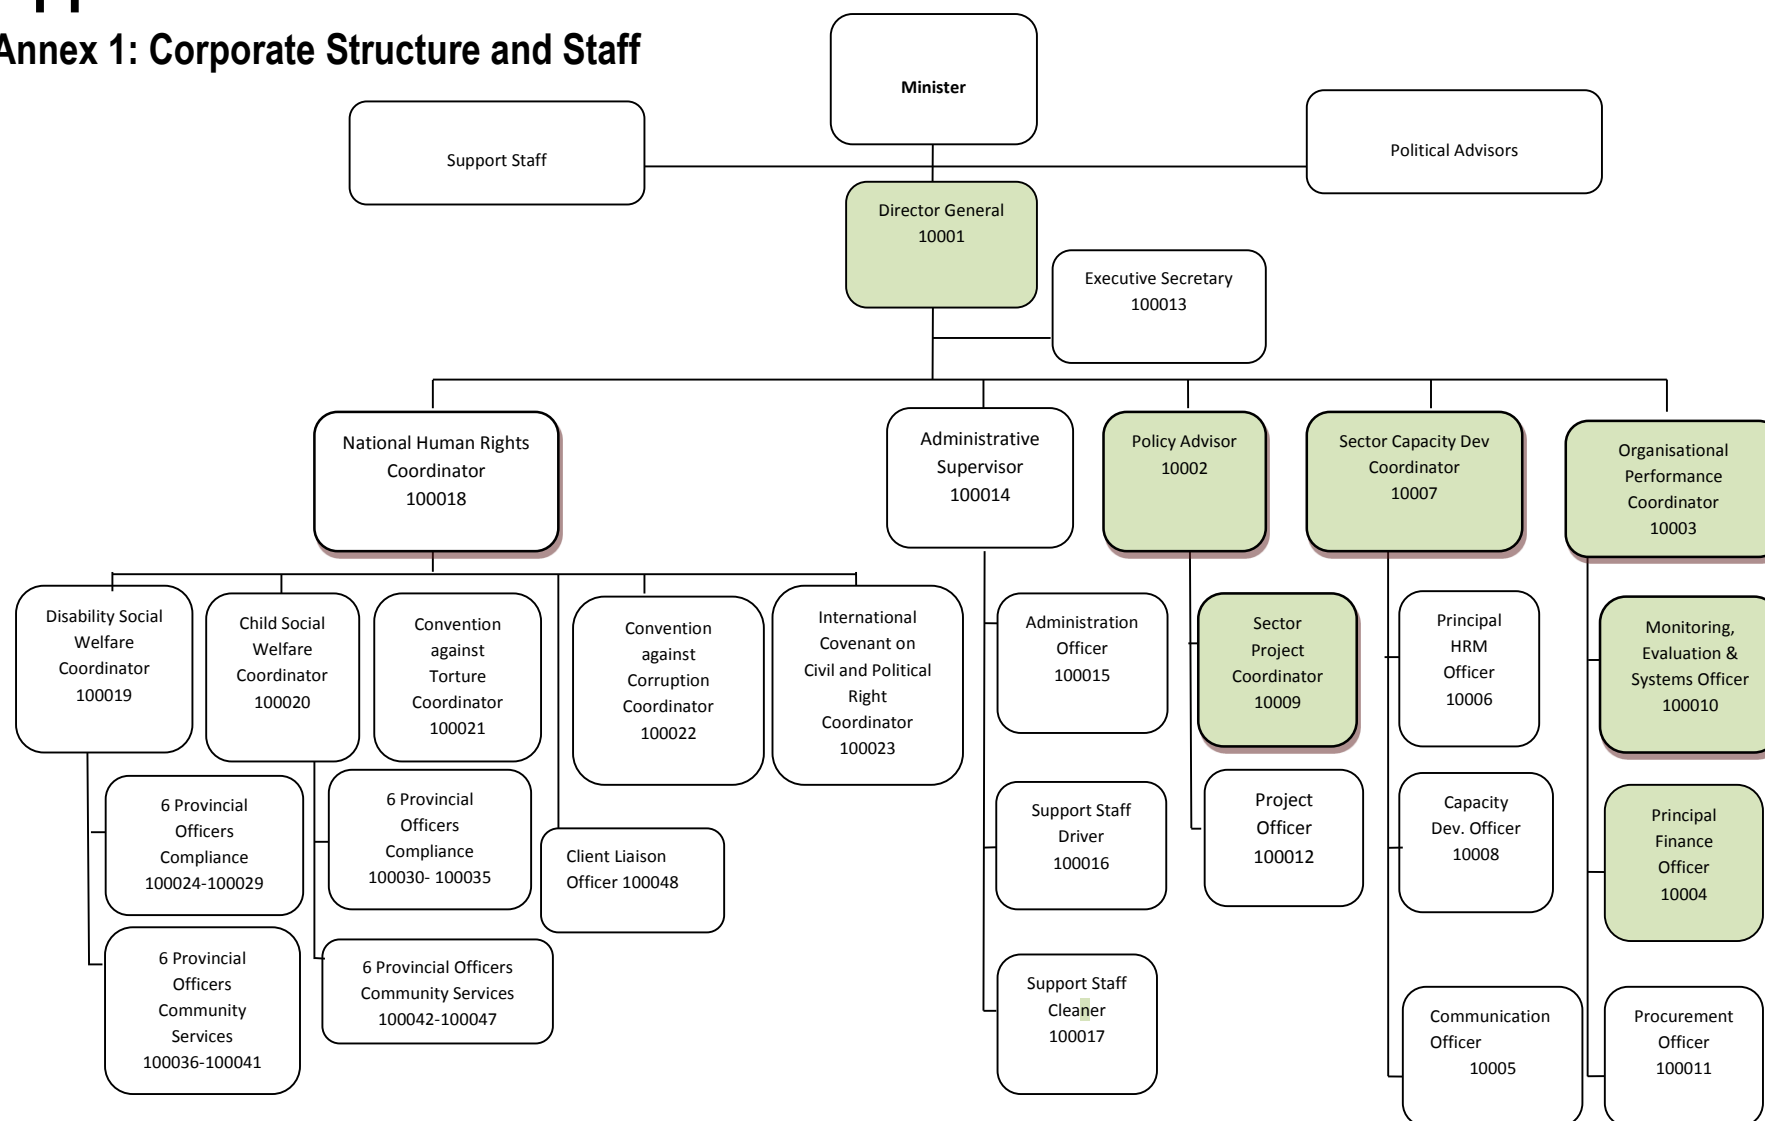 Annex 1: Corporate Structure and Staff
Minister
Support Staff
Political Advisors
Director General
10001
Executive Secretary
100013
National Human Rights
Coordinator
100018
Administrative
Supervisor
100014
Policy Advisor
10002
Sector Capacity Dev
Coordinator
10007
Organisational
Performance
Coordinator
10003
Disability Social
Welfare
Coordinator
100019
Child Social
Welfare
Coordinator
100020
Convention
against
Torture
Coordinator
100021
Convention
against
Corruption
Coordinator
100022
International
Covenant on
Civil and Political
Right
Coordinator
100023
Administration
Officer
100015
Sector
Project
Coordinator
10009
Principal
HRM
Officer
10006
Monitoring,
Evaluation &
Systems Officer
100010
6 Provincial
Officers
Compliance
100024-100029
6 Provincial
Officers
Compliance
100030- 100035
Client Liaison
Officer 100048
Support Staff
Driver
100016
Project
Officer
100012
Capacity
Dev. Officer
10008
Principal
Finance
Officer
10004
6 Provincial
Officers
Community
Services
100036-100041
6 Provincial Officers
Community Services
100042-100047
Support Staff
Cleaner
100017
Communication
Officer
10005
Procurement
Officer
100011